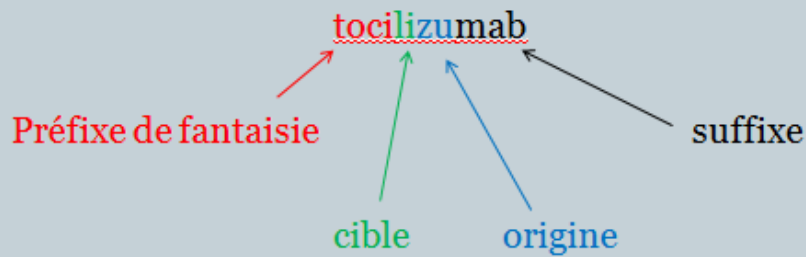 tocilizumab
Préfixe de fantaisie
suffixe
cible
origine